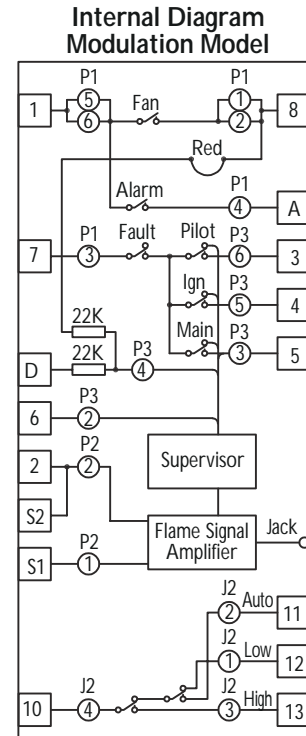 Internal Diagram
Modulation Model
P1 P1
1 5 Fan 1 8
6 2
Red
Alarm P1
4 A
P1 Fault Pilot P3
7 3 6 3
Ign P3
5 4
22K Main P3
3 5
22K P3
D 4
P3
6 2
P2
2 2 Supervisor
S2
Flame Signal Jack
Amplifier
P2
S1 1
J2
2 Auto 11
J2
1 Low 12
J2 J2
10 4 3 High 13